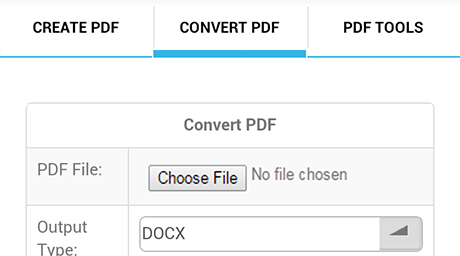 CREATE PDF CONVERT PDF PDF TOOLS
Convert PDF
PDF File: Choose File No file chosen
Output DOCX
Type: